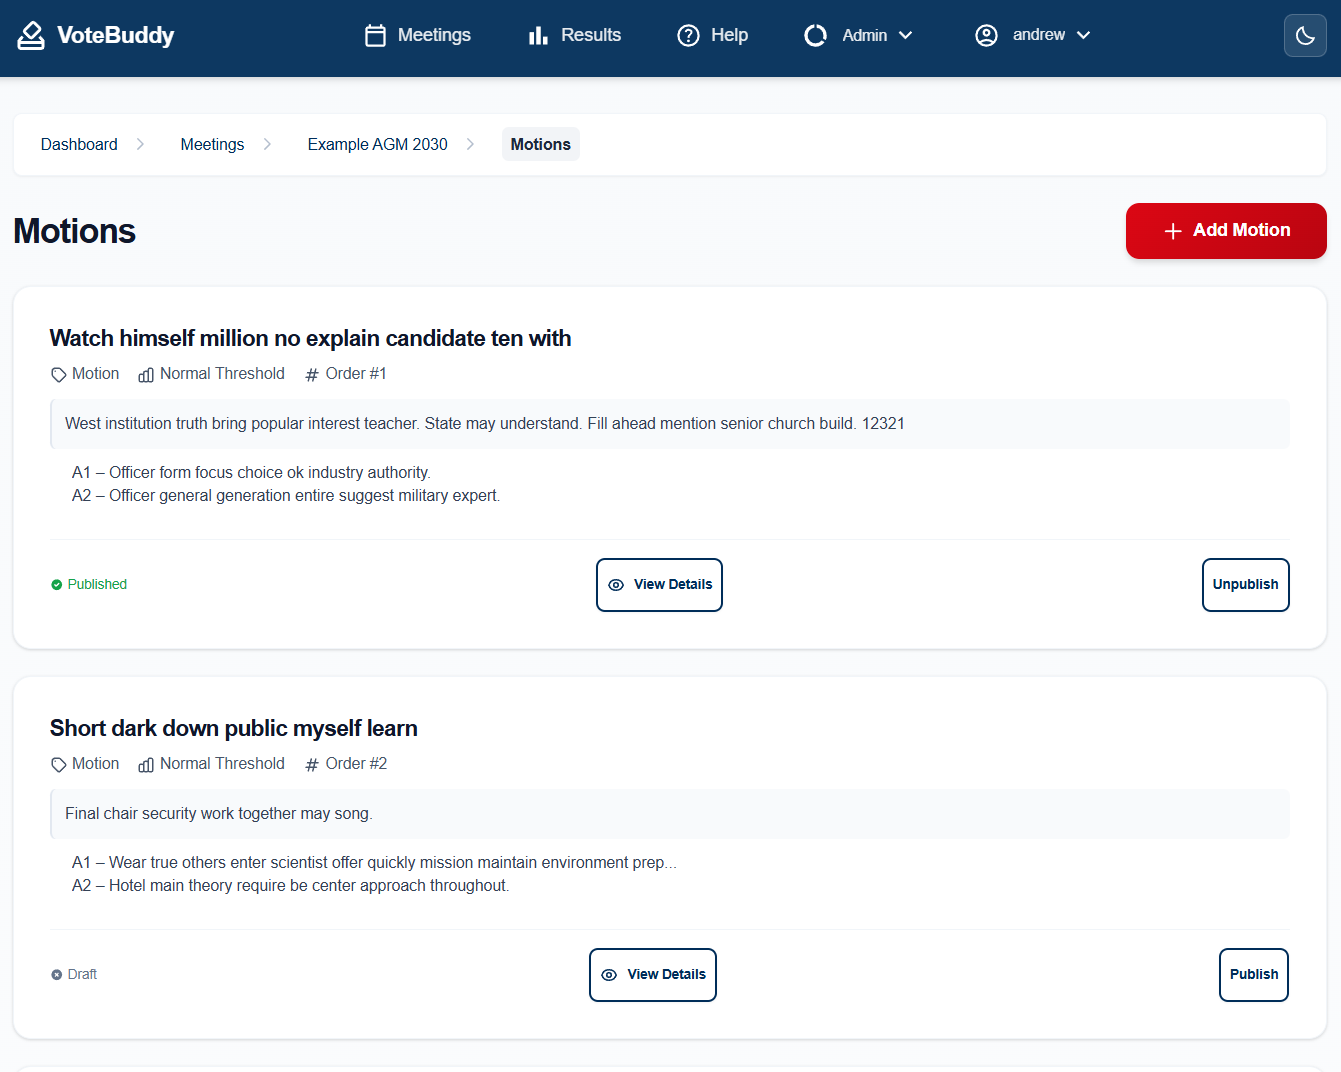 VoteBuddy
Meetings
Results
Help
Admin
andrew
Dashboard
Meetings
Example AGM 2030
Motions
Motions
Add Motion
Watch himself million no explain candidate ten with
Motion
Normal Threshold
# Order #1
West institution truth bring popular interest teacher. State may understand. Fill ahead mention senior church build. 12321
A1 – Officer form focus choice ok industry authority.
A2 – Officer general generation entire suggest military expert.
Published
View Details
Unpublish
Short dark down public myself learn
Motion
Normal Threshold
# Order #2
Final chair security work together may song.
A1 – Wear true others enter scientist offer quickly mission maintain environment prep...
A2 – Hotel main theory require be center approach throughout.
Draft
View Details
Publish